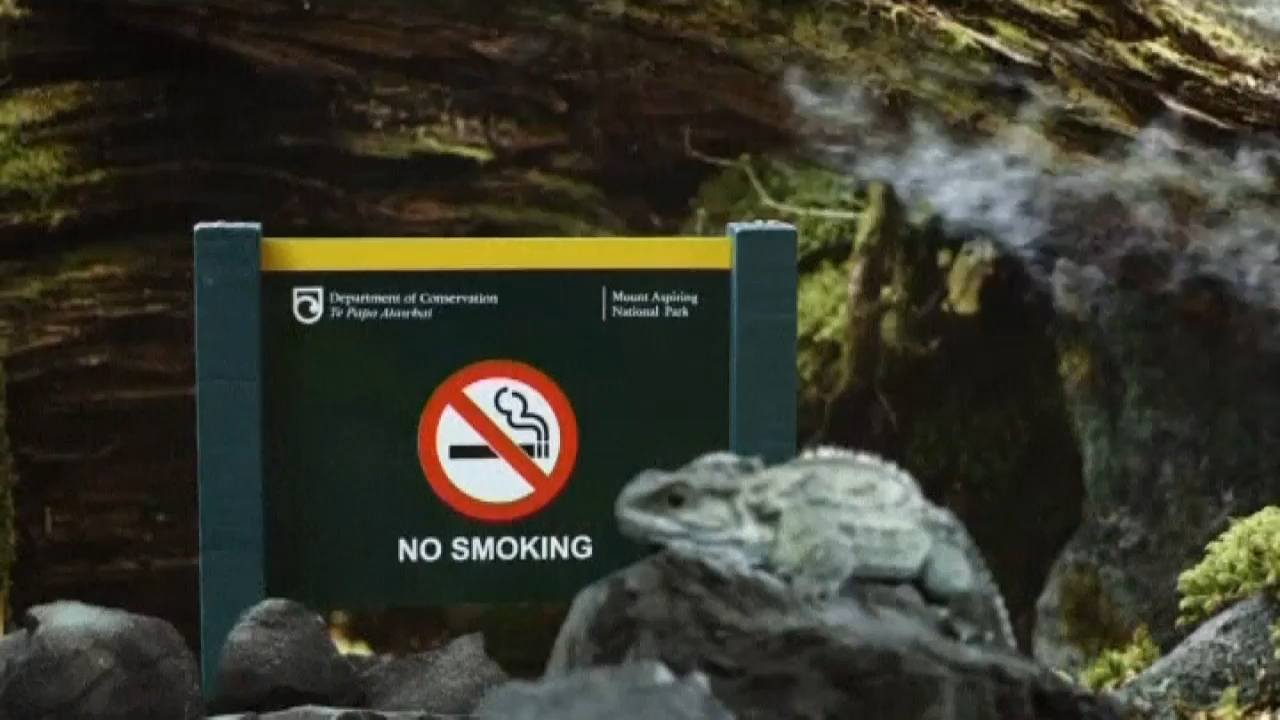 Department of Conservation
Te Papa Atawhai
Mount Aspiring
National Park
NO SMOKING